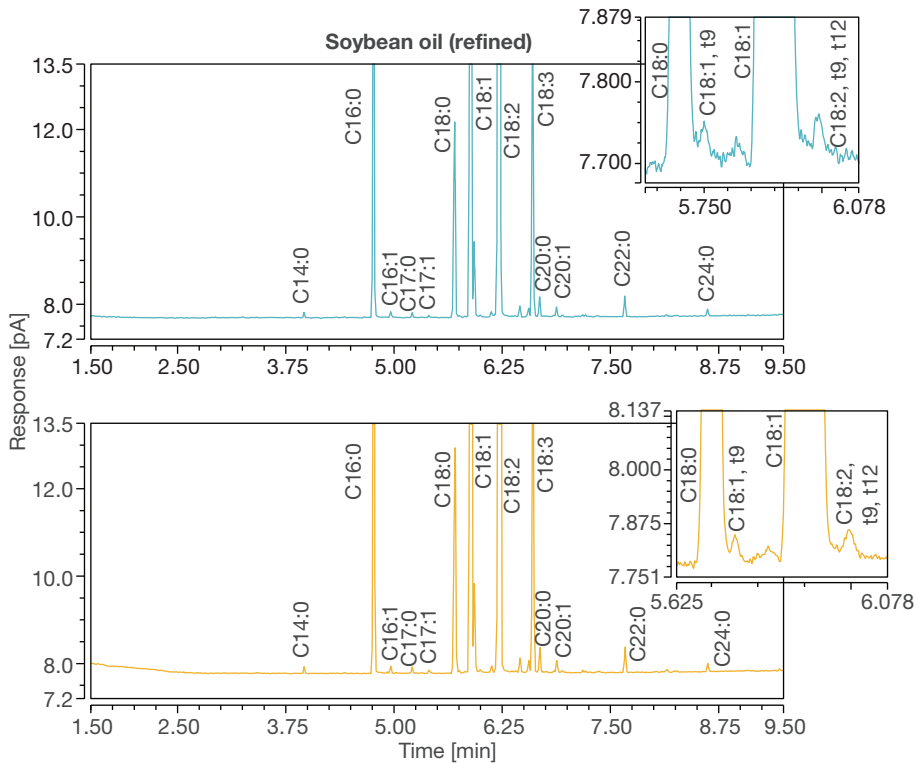 Soybean oil (refined)
Response [pA]
13.5
12.0
10.0
8.0
7.2
C14:0
C16:0
C16:1
C17:0
C17:1
C18:0
C18:1
C18:2
C18:3
C20:0
C20:1
C22:0
C24:0
1.50 2.50 3.75 5.00 6.25 7.50 8.75 9.50
7.879
7.800
7.700
C18:0
C18:1, t9
C18:1
C18:2, t9, t12
5.750 6.078
13.5
12.0
10.0
8.0
7.2
C14:0
C16:0
C16:1
C17:0
C17:1
C18:0
C18:1
C18:2
C18:3
C20:0
C20:1
C22:0
C24:0
1.50 2.50 3.75 5.00 6.25 7.50 8.75 9.50
Time [min]
8.137
8.000
7.875
7.751
C18:0
C18:1, t9
C18:1
C18:2,
t9, t12
5.625 6.078